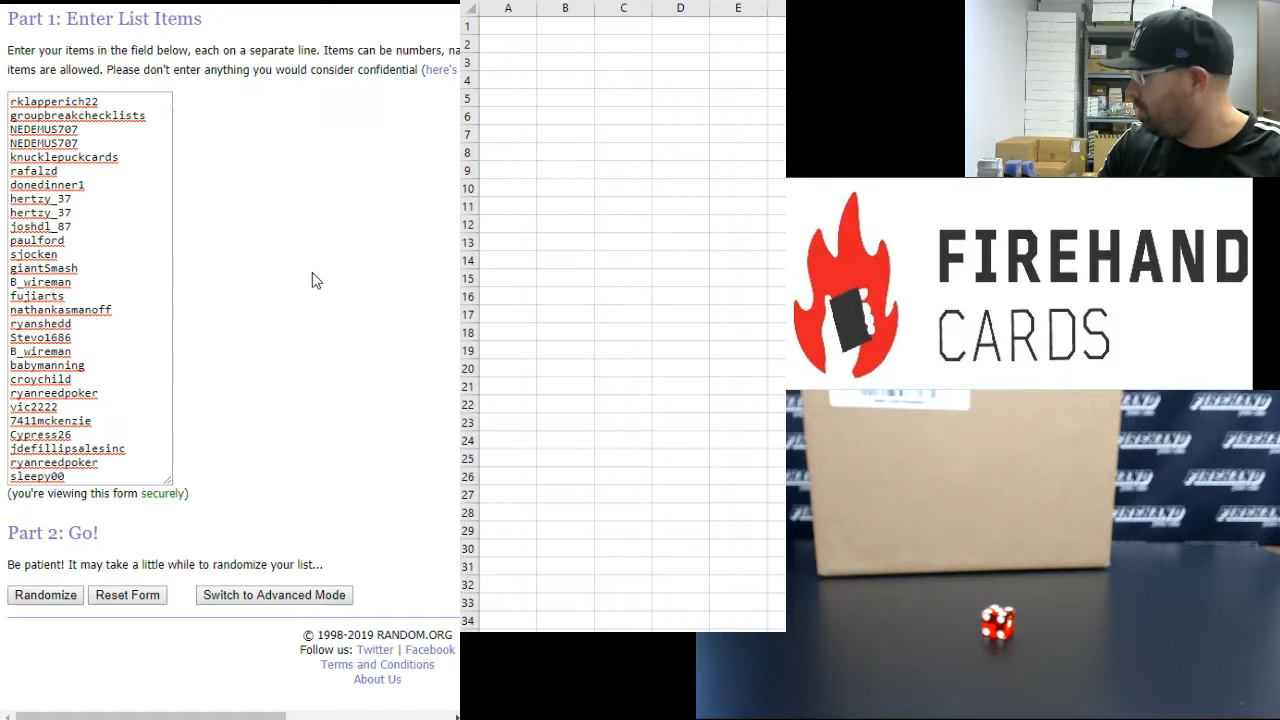 Part 1: Enter List Items
Enter your items in the field below, each on a separate line. Items can be numbers, na
items are allowed. Please don't enter anything you would consider confidential (here's
rklapperich22
groupbreakchecklists
NEDEMUS707
NEDEMUS707
knucklepuckcards
rafalzd
donedinner1
hertzy_37
hertzy_37
joshdl_87
paulford
sjocken
giantSmash
B_wireman
fujiarts
nathankasmanoff
ryanshedd
Stevo1686
B_wireman
babymanning
croychild
ryanreedpoker
vic2222
7411mckenzie
Cypress26
jdefillipsalesinc
ryanreedpoker
sleepy00
(you're viewing this form securely)
Part 2: Go!
Be patient! It may take a little while to randomize your list...
Randomize
Reset Form
Switch to Advanced Mode
© 1998-2019 RANDOM.ORG
Follow us: Twitter | Facebook
Terms and Conditions
About Us
A B C D E
1
2
3
4
5
6
7
8
9
10
11
12
13
14
15
16
17
18
19
20
21
22
23
24
25
26
27
28
29
30
31
32
33
34
FIREHAND
CARDS
FIREHAND
FIREHAND
FIREHAND